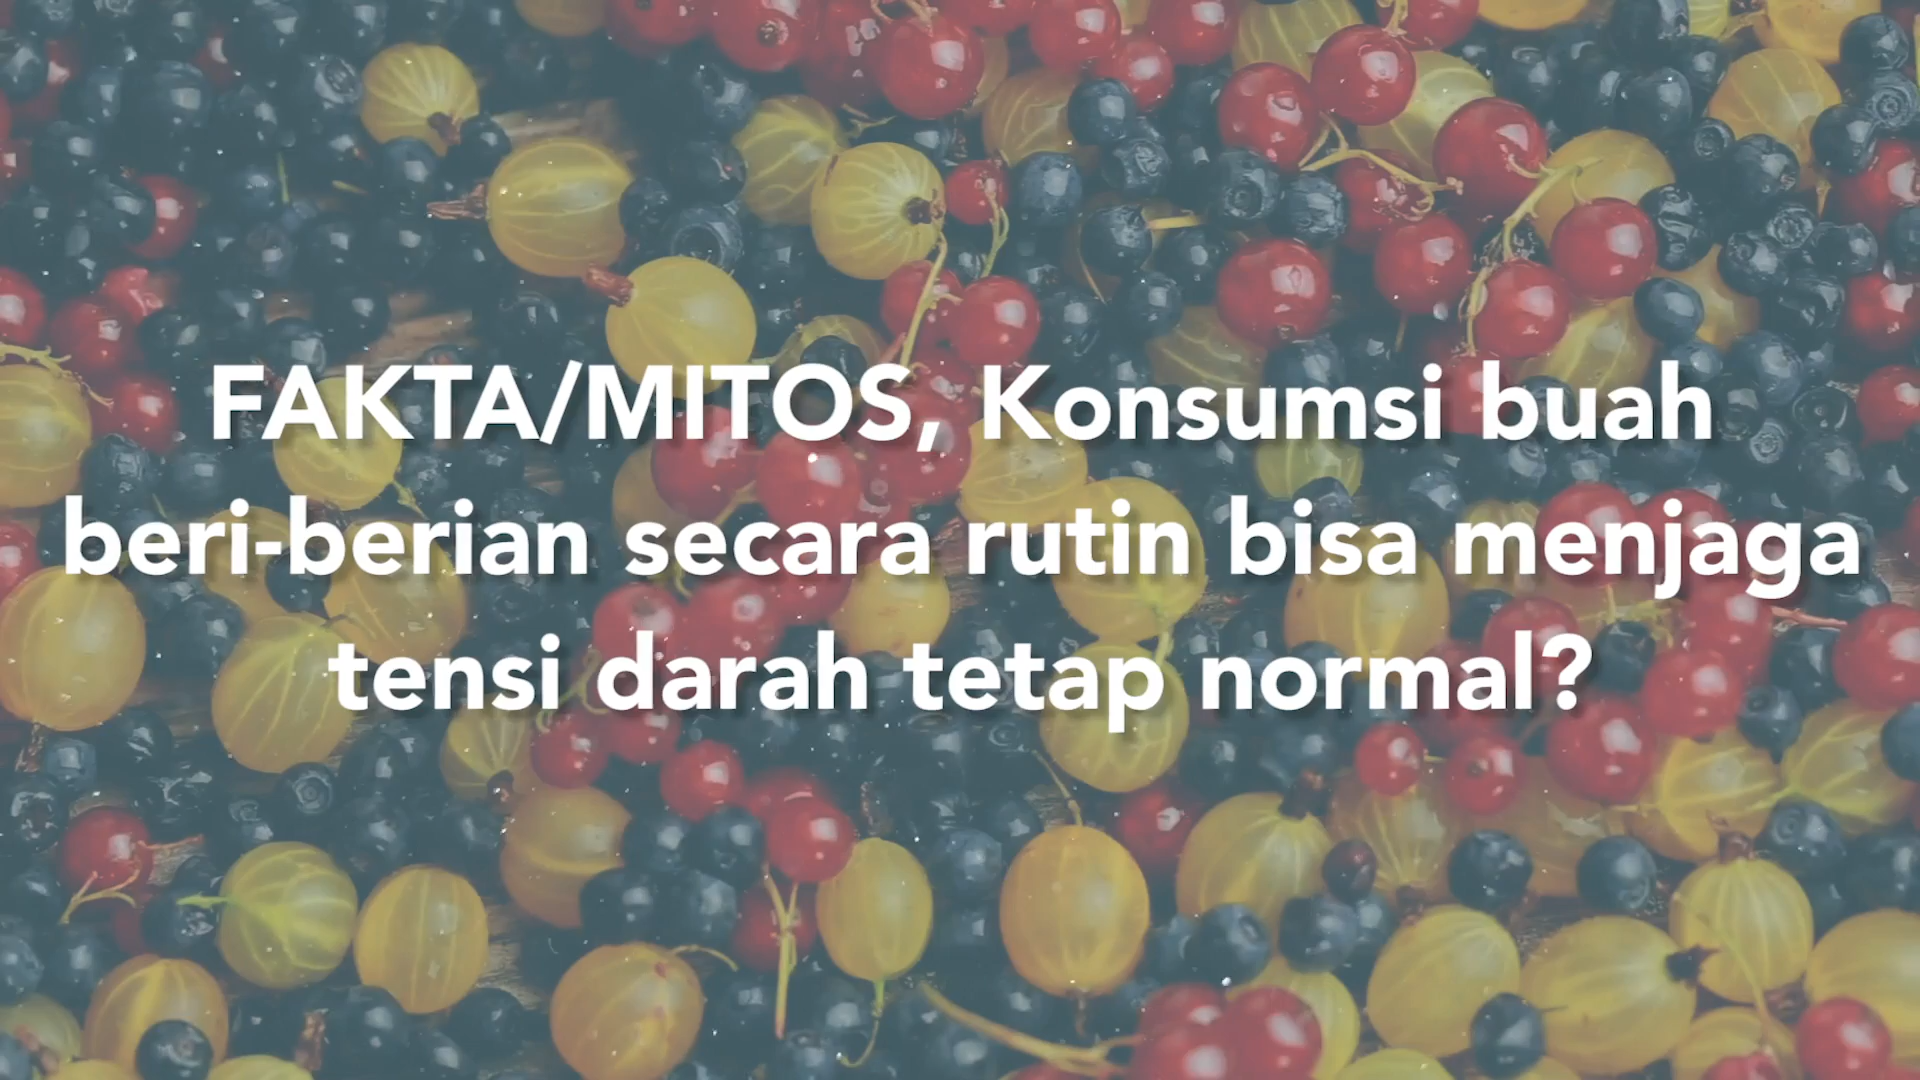 FAKTA/MITOS, Konsumsi buah
beri-berian secara rutin bisa menjaga
tensi darah tetap normal?